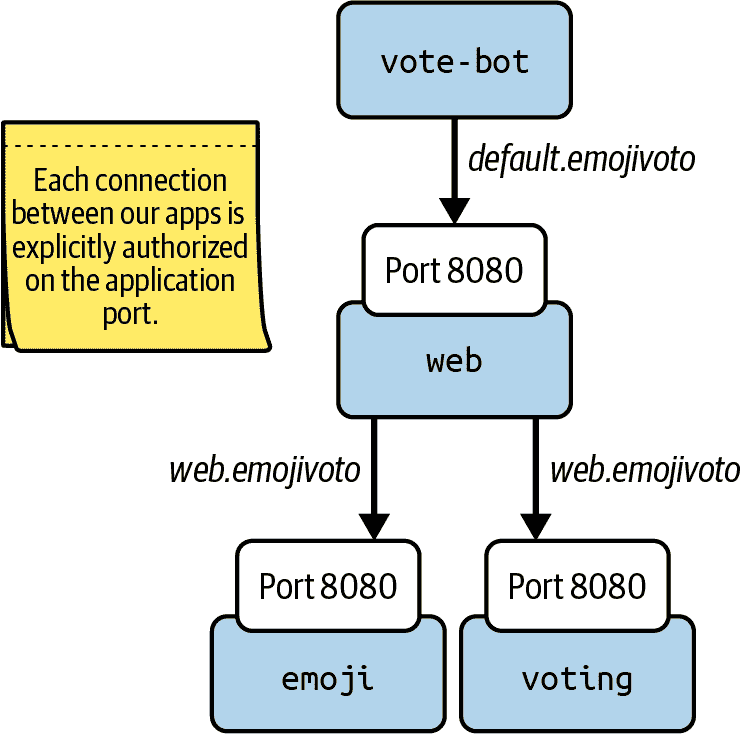 vote-bot
default.emojivoto
Each connection
between our apps is
explicitly authorized
on the application
port.
Port 8080
web
web.emojivoto
web.emojivoto
Port 8080
Port 8080
emoji
voting